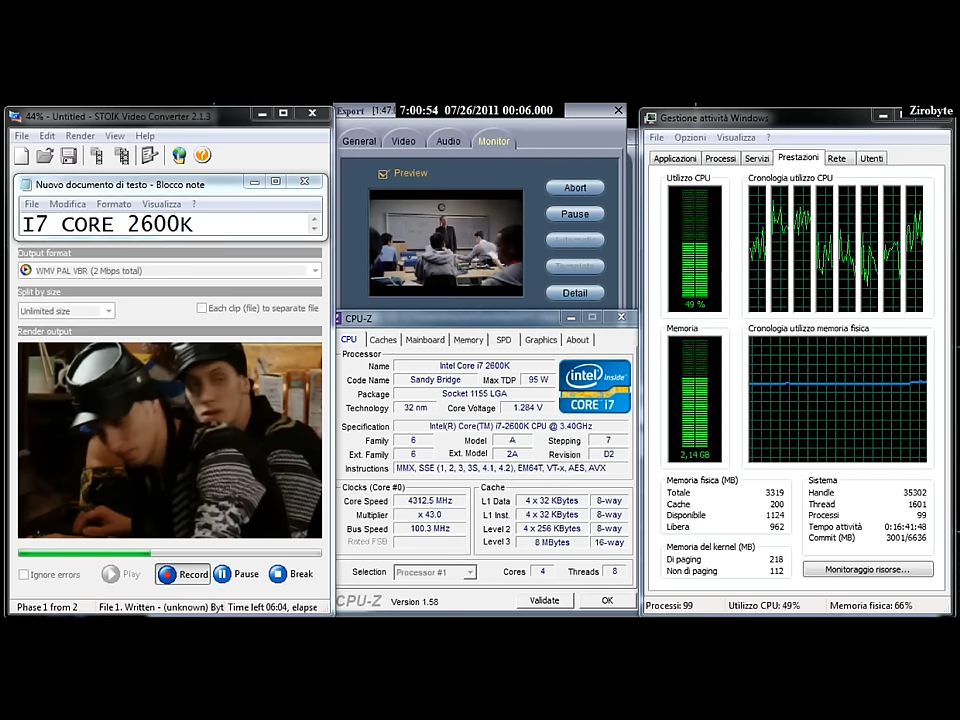 44% - Untitled - STOIK Video Converter 2.1.3
File Edit Render View Help
Nuovo documento di testo - Blocco note
File Modifica Formato Visualizza ?
I7 CORE 2600K
Output format
WMV PAL VBR (2 Mbps total)
Split by size
Unlimited size
Each clip (file) to separate file
Render output
Ignore errors
Play
Record
Pause
Break
Phase 1 from 2
File 1. Written - (unknown) Byt
Time left 06:04, elapse
Export [1:47:
7:00:54 07/26/2011 00:06.000
General Video Audio Monitor
Preview
Abort
Pause
Detail
CPU-Z
CPU Caches Mainboard Memory SPD Graphics About
Processor
Name Intel Core i7 2600K
Code Name Sandy Bridge Max TDP 95 W
Package Socket 1155 LGA
Technology 32 nm Core Voltage 1.284 V
intel inside
CORE i7
Specification Intel(R) Core(TM) i7-2600K CPU @ 3.40GHz
Family 6 Model A Stepping 7
Ext. Family 6 Ext. Model 2A Revision D2
Instructions MMX, SSE (1, 2, 3, 3S, 4.1, 4.2), EM64T, VT-x, AES, AVX
Clocks (Core #0)
Core Speed 4312.5 MHz
Multiplier x 43.0
Bus Speed 100.3 MHz
Rated FSB
Cache
L1 Data 4 x 32 KBytes 8-way
L1 Inst. 4 x 32 KBytes 8-way
Level 2 4 x 256 KBytes 8-way
Level 3 8 MBytes 16-way
Selection Processor #1 Cores 4 Threads 8
CPU-Z Version 1.58 Validate OK
Zirobyte
Gestione attività Windows
File Opzioni Visualizza ?
Applicazioni Processi Servizi Prestazioni Rete Utenti
Utilizzo CPU
49 %
Cronologia utilizzo CPU
Memoria
2,14 GB
Cronologia utilizzo memoria fisica
Memoria fisica (MB)
Totale 3319
Cache 200
Disponibile 1124
Libera 962
Memoria del kernel (MB)
Di paging 218
Non di paging 112
Sistema
Handle 35302
Thread 1601
Processi 99
Tempo attività 0:16:41:48
Commit (MB) 3001/6636
Monitoraggio risorse...
Processi: 99 Utilizzo CPU: 49% Memoria fisica: 66%